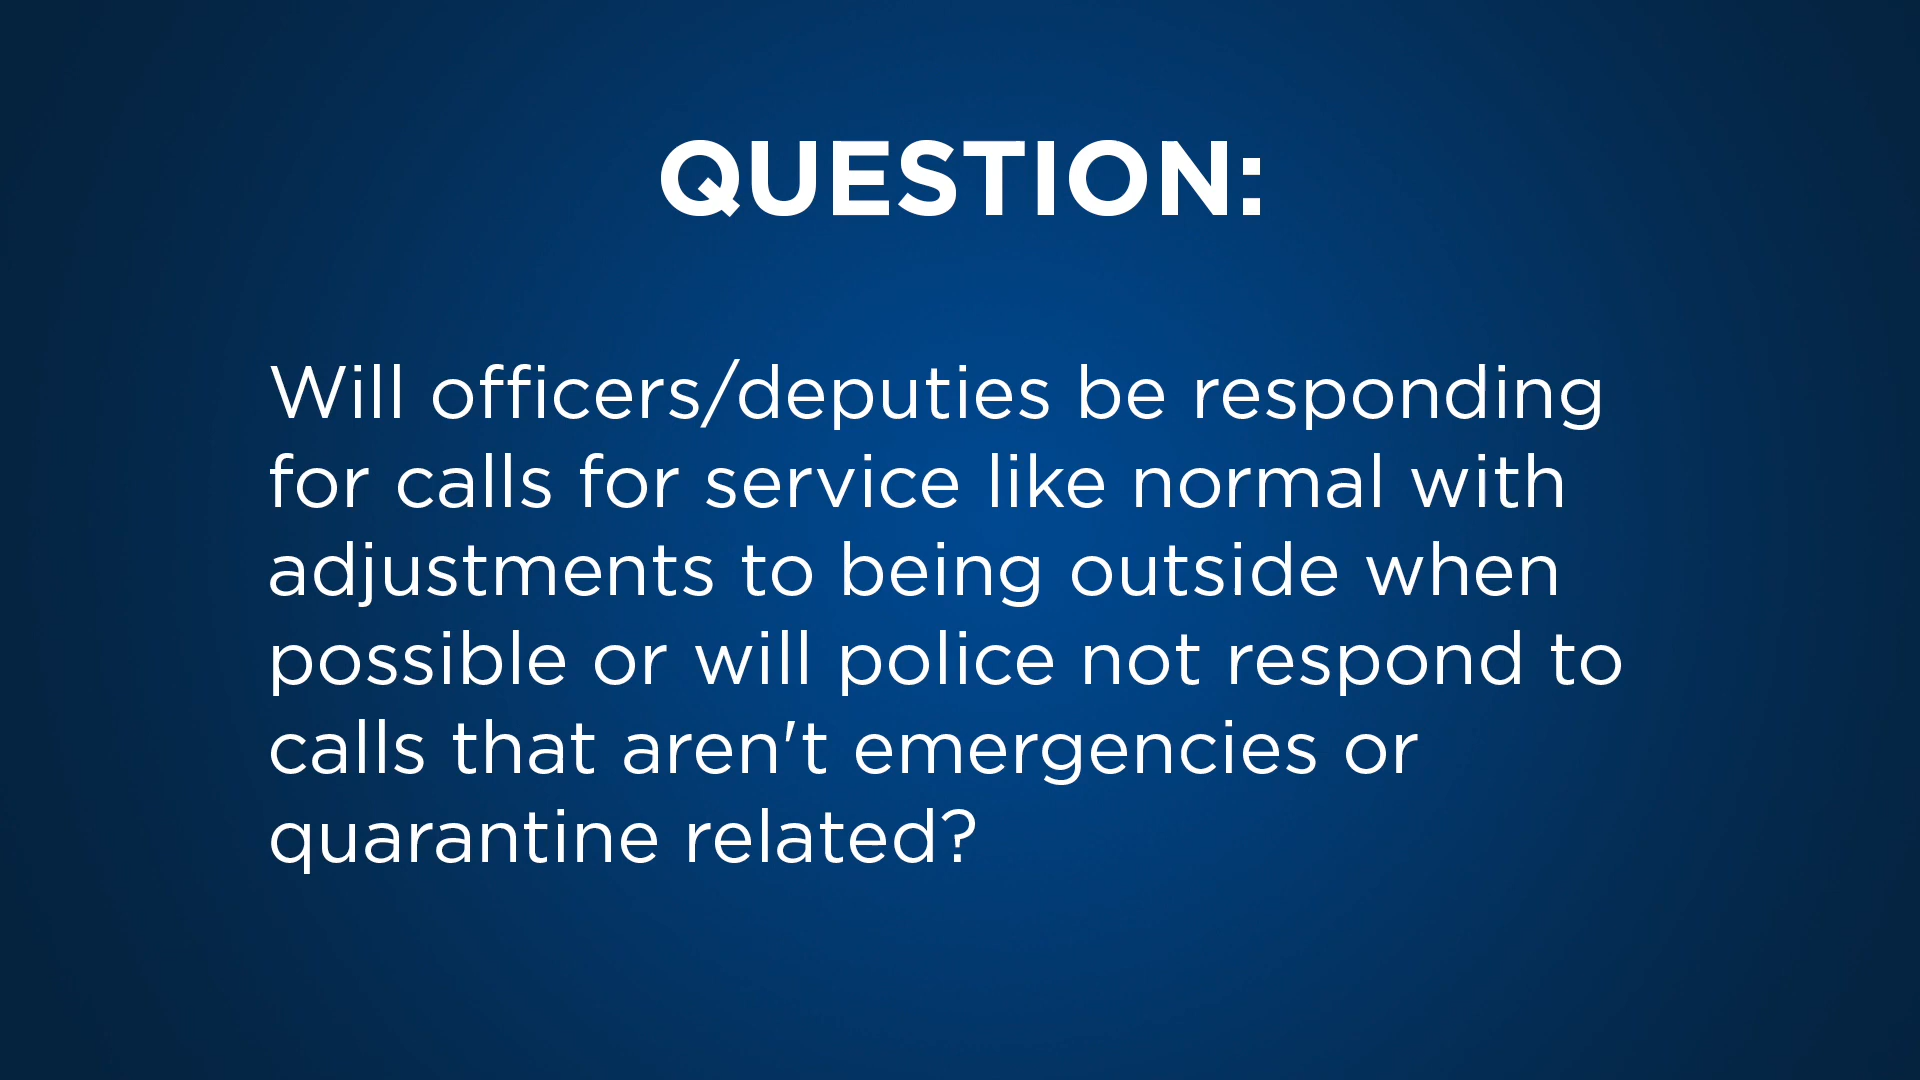 QUESTION:
Will officers/deputies be responding
for calls for service like normal with
adjustments to being outside when
possible or will police not respond to
calls that aren't emergencies or
quarantine related?